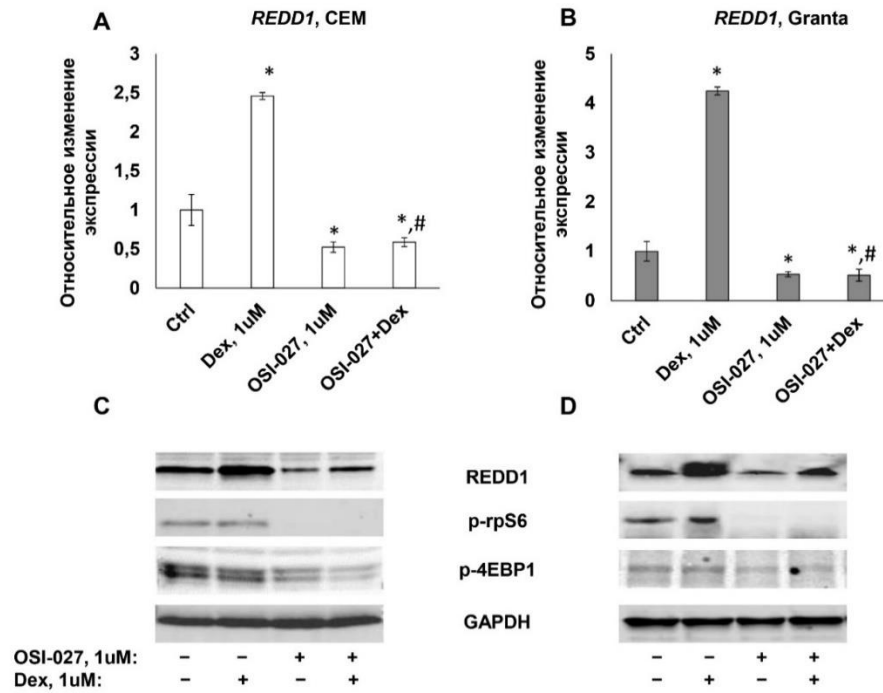 A
REDD1, CEM
Относительное изменение
экспрессии
3
2,5
2
1,5
1
0,5
0
*
*
*,#
Ctrl
Dex, 1uM
OSI-027, 1uM
OSI-027+Dex
B
REDD1, Granta
Относительное изменение
экспрессии
5
4
3
2
1
0
*
*
*,#
Ctrl
Dex, 1uM
OSI-027, 1uM
OSI-027+Dex
C
D
REDD1
p-rpS6
p-4EBP1
GAPDH
OSI-027, 1uM: – – + + – – + +
Dex, 1uM: – + – + – + – +